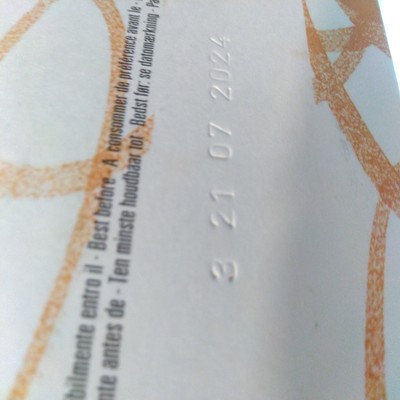 bilmente entro il - Best before - A consommer de préférence avant le -
nte antes de - Ten minste houdbaar tot - Bedst før: se datomærkning - Pa
3 21 07 2024